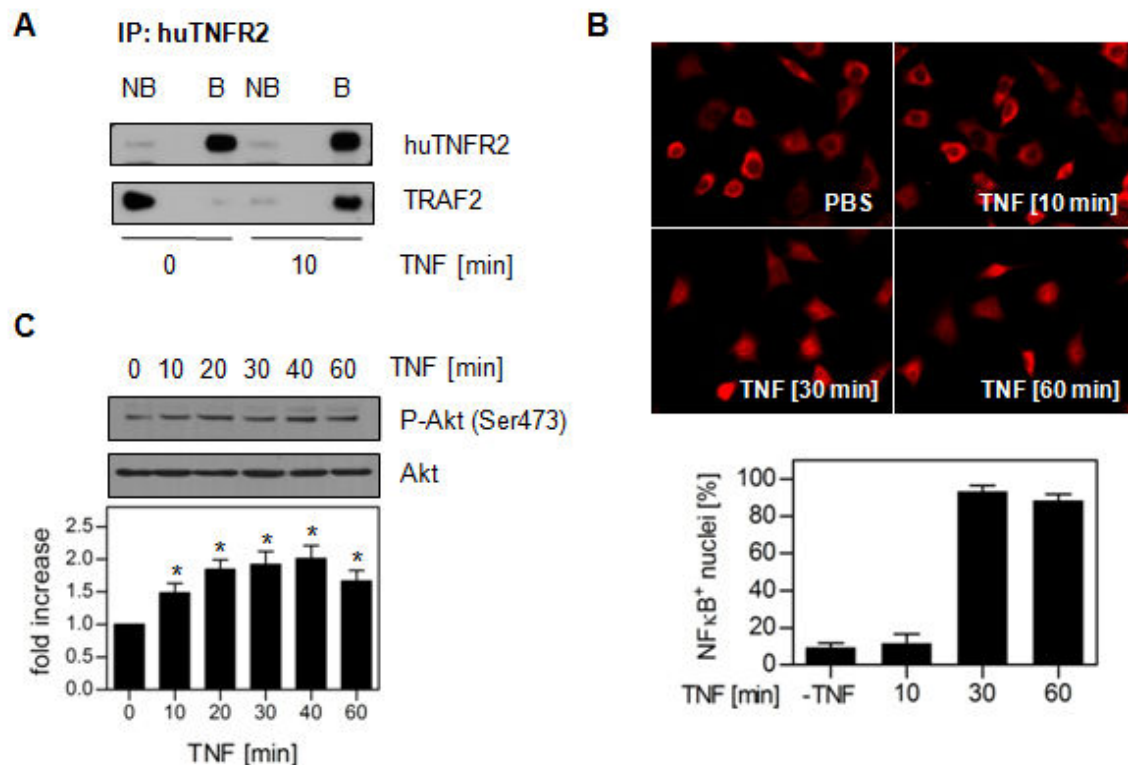 A
IP: huTNFR2
NB B NB B
huTNFR2
TRAF2
0 10 TNF [min]
B
PBS
TNF [10 min]
TNF [30 min]
TNF [60 min]
100
80
60
40
20
0
NFκB⁺ nuclei [%]
TNF [min] -TNF 10 30 60
C
0 10 20 30 40 60 TNF [min]
P-Akt (Ser473)
Akt
fold increase
2.5
2.0
1.5
1.0
0.5
0.0
* * * * *
0 10 20 30 40 60
TNF [min]